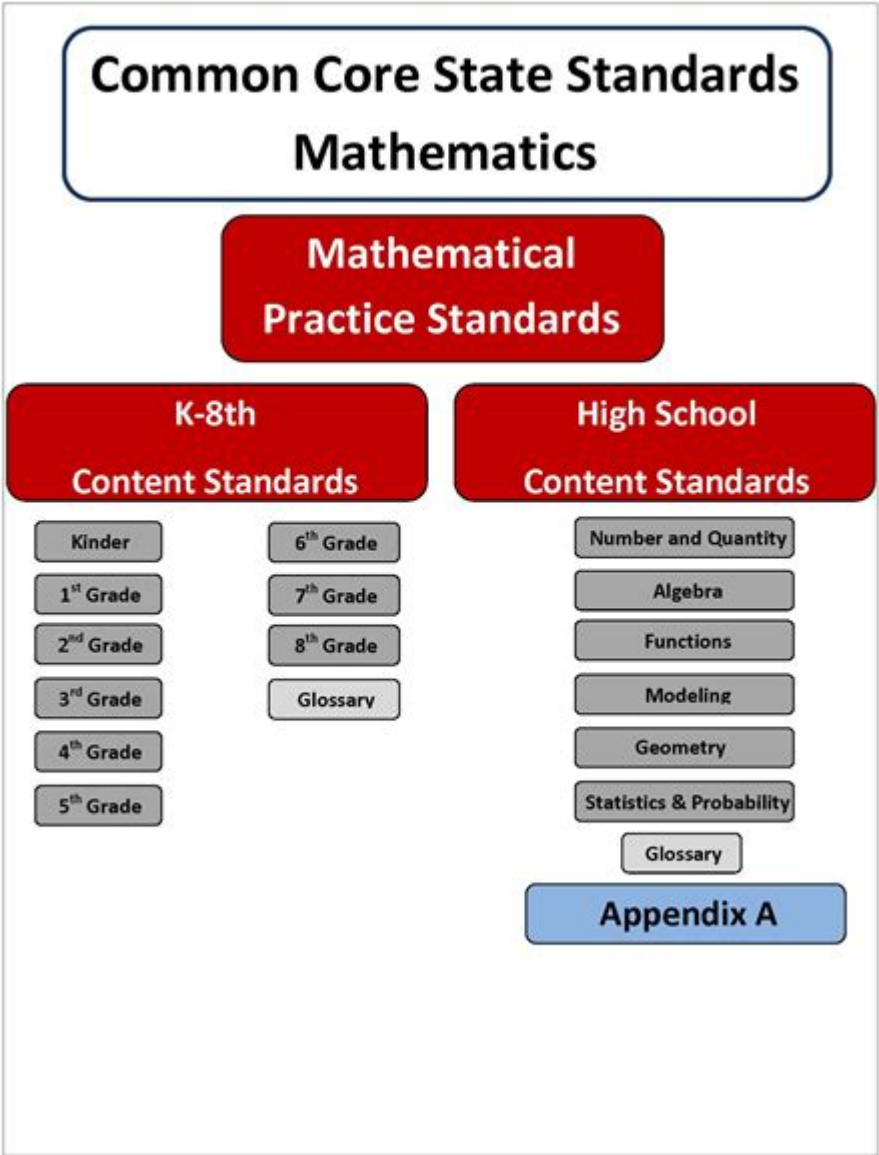 Common Core State Standards
Mathematics
Mathematical
Practice Standards
K-8th
Content Standards
Kinder
1st Grade
2nd Grade
3rd Grade
4th Grade
5th Grade
6th Grade
7th Grade
8th Grade
Glossary
High School
Content Standards
Number and Quantity
Algebra
Functions
Modeling
Geometry
Statistics & Probability
Glossary
Appendix A